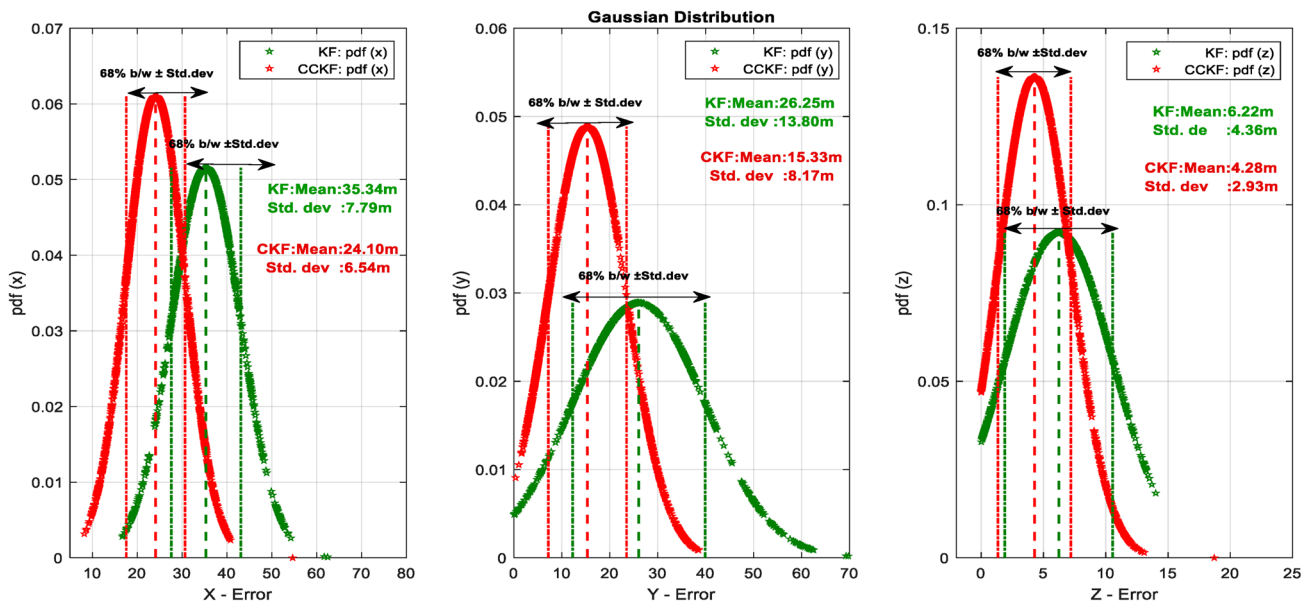 Gaussian Distribution
0.07
0.06
0.05
0.04
0.03
0.02
0.01
0
pdf (x)
10
20
30
40
50
60
70
80
X - Error
KF: pdf (x)
CCKF: pdf (x)
68% b/w ± Std.dev
68% b/w ±Std.dev
KF:Mean:35.34m
Std. dev :7.79m
CKF:Mean:24.10m
Std. dev :6.54m
0.06
0.05
0.04
0.03
0.02
0.01
0
pdf (y)
0
10
20
30
40
50
60
70
Y - Error
KF: pdf (y)
CCKF: pdf (y)
68% b/w ± Std.dev
68% b/w ±Std.dev
KF:Mean:26.25m
Std. dev :13.80m
CKF:Mean:15.33m
Std. dev :8.17m
0.15
0.1
0.05
0
pdf (z)
0
5
10
15
20
Z - Error
KF: pdf (z)
CCKF: pdf (z)
68% b/w ±Std.dev
68% b/w ± Std.dev
KF:Mean:6.22m
Std. de :4.36m
CKF:Mean:4.28m
Std. dev :2.93m